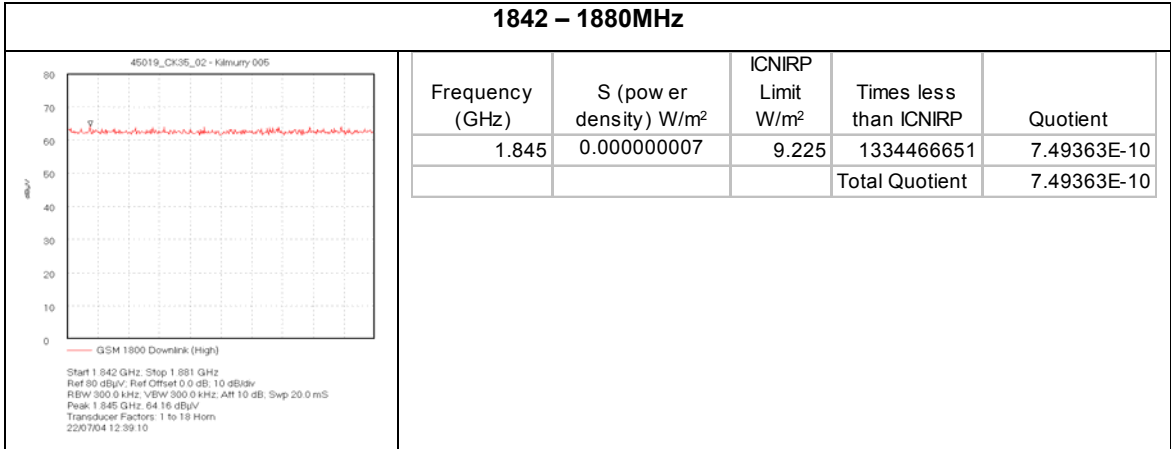 1842 – 1880MHz
45019_CK35_02 - Kilmurry 005
80
70
60
50
40
30
20
10
0
dBµV
GSM 1800 Downlink (High)
Start 1.842 GHz; Stop 1.881 GHz
Ref 80 dBµV; Ref Offset 0.0 dB; 10 dB/div
RBW 300.0 kHz; VBW 300.0 kHz; Att 10 dB; Swp 20.0 mS
Peak 1.845 GHz, 64.16 dBµV
Transducer Factors: 1 to 18 Horn
22/07/04 12:39:10
Frequency (GHz) S (pow er density) W/m² ICNIRP Limit W/m² Times less than ICNIRP Quotient
1.845 0.000000007 9.225 1334466651 7.49363E-10
Total Quotient 7.49363E-10